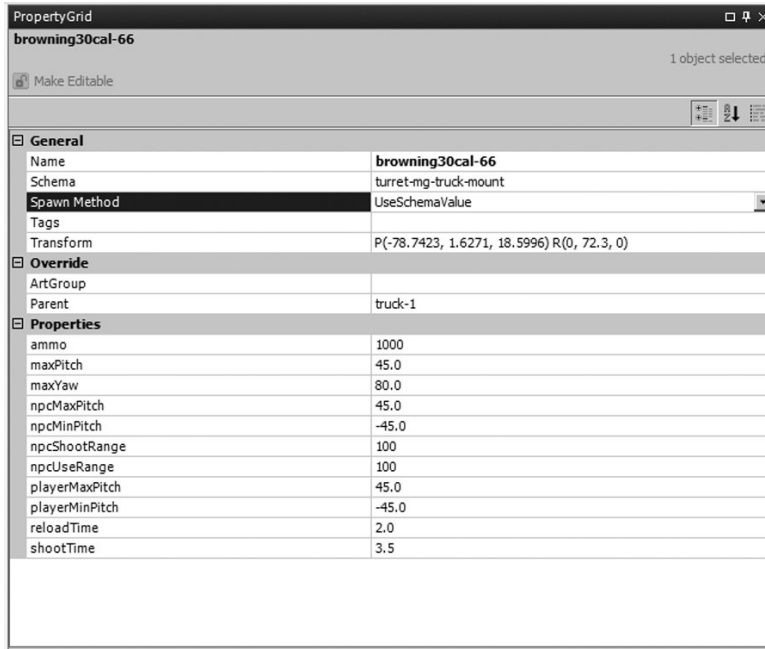 PropertyGrid
browning30cal-66
1 object selected
Make Editable
General
Name browning30cal-66
Schema turret-mg-truck-mount
Spawn Method UseSchemaValue
Tags
Transform P(-78.7423, 1.6271, 18.5996) R(0, 72.3, 0)
Override
ArtGroup
Parent truck-1
Properties
ammo 1000
maxPitch 45.0
maxYaw 80.0
npcMaxPitch 45.0
npcMinPitch -45.0
npcShootRange 100
npcUseRange 100
playerMaxPitch 45.0
playerMinPitch -45.0
reloadTime 2.0
shootTime 3.5